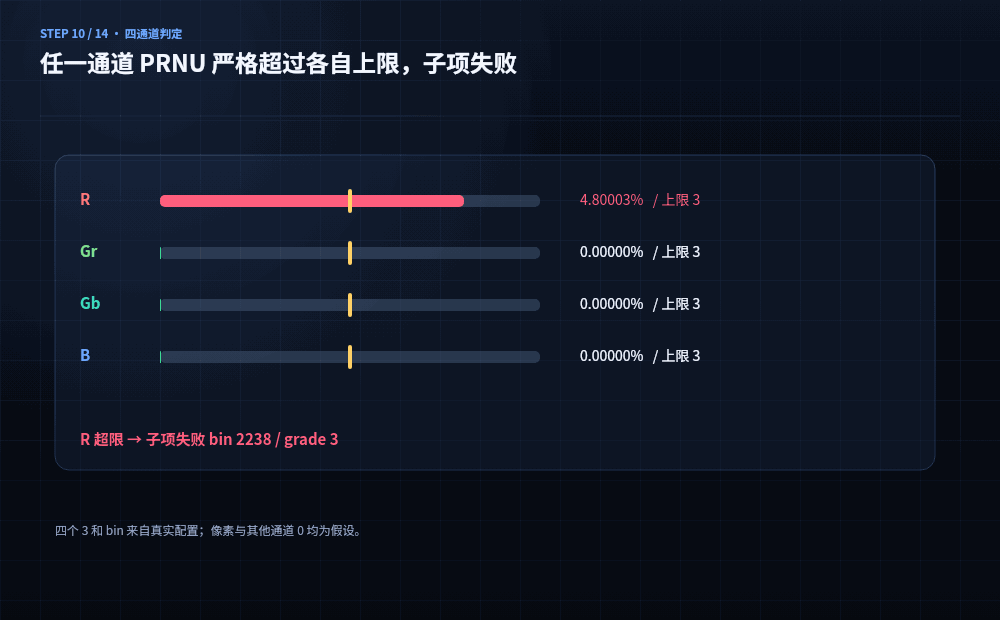 STEP 10 / 14 · 四通道判定
任一通道 PRNU 严格超过各自上限，子项失败
R 4.80003% / 上限 3
Gr 0.00000% / 上限 3
Gb 0.00000% / 上限 3
B 0.00000% / 上限 3
R 超限 → 子项失败 bin 2238 / grade 3
四个 3 和 bin 来自真实配置；像素与其他通道 0 均为假设。